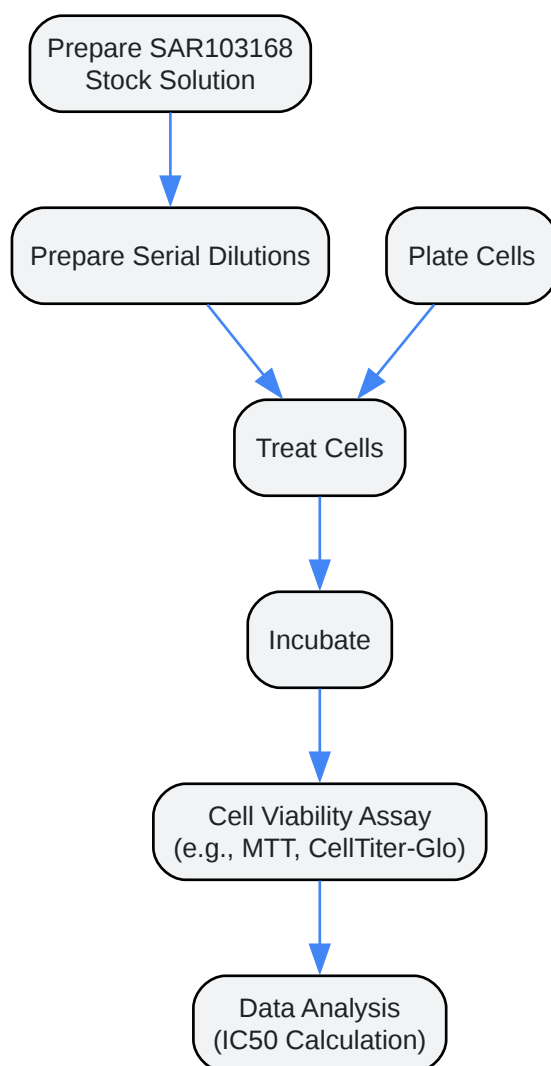 Prepare SAR103168
Stock Solution
Prepare Serial Dilutions
Plate Cells
Treat Cells
Incubate
Cell Viability Assay
(e.g., MTT, CellTiter-Glo)
Data Analysis
(IC50 Calculation)